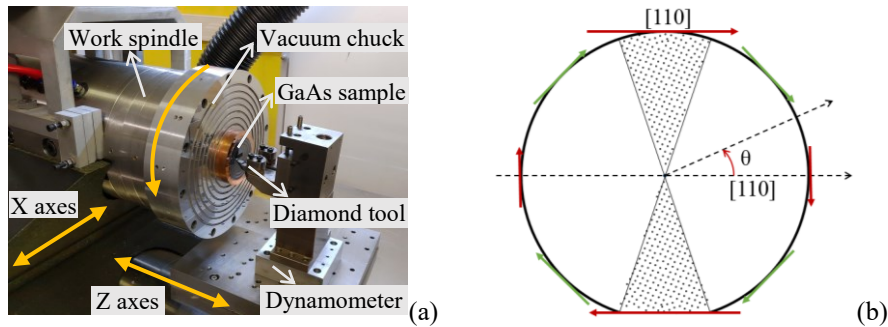 Work spindle
Vacuum chuck
GaAs sample
X axes
Diamond tool
Z axes
Dynamometer
(a)
[110]
θ
[110]
(b)